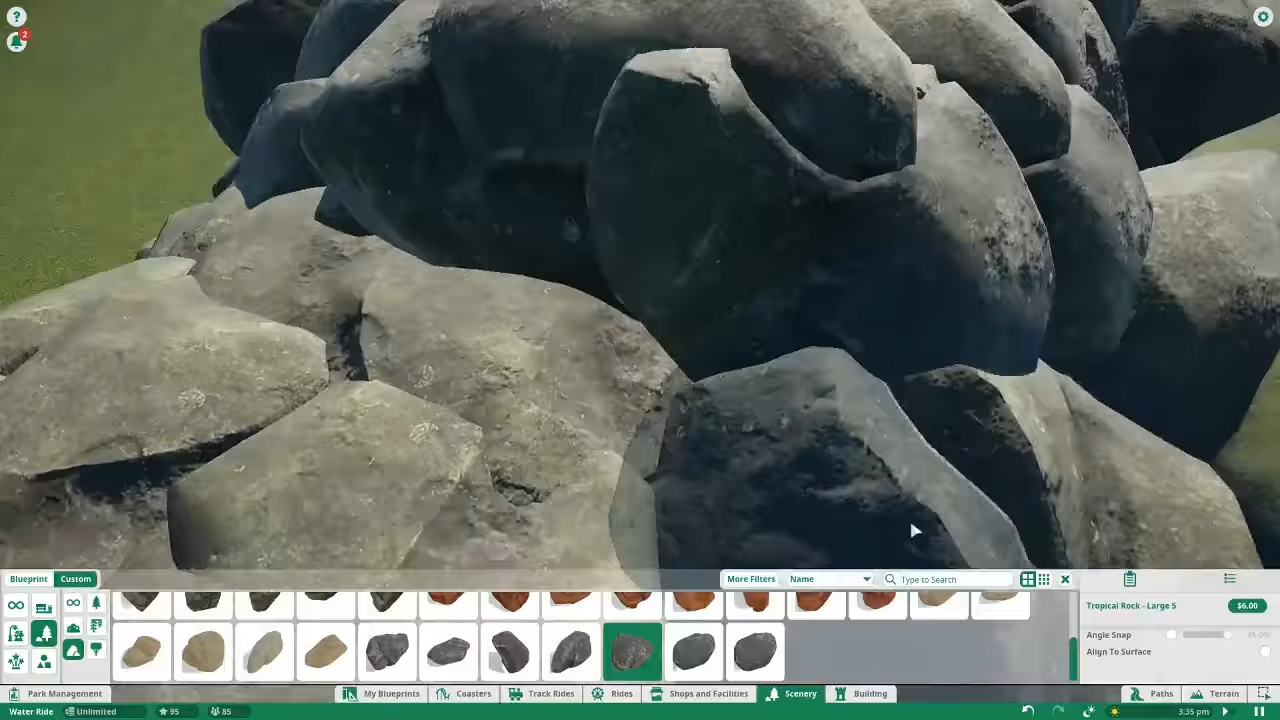 ?
2
Blueprint Custom
More Filters Name Type to Search
Tropical Rock - Large 5 $6.00
Angle Snap
Align To Surface
Park Management My Blueprints Coasters Track Rides Rides Shops and Facilities Scenery Building Paths Terrain
Water Ride Unlimited 95 85 3:35 pm